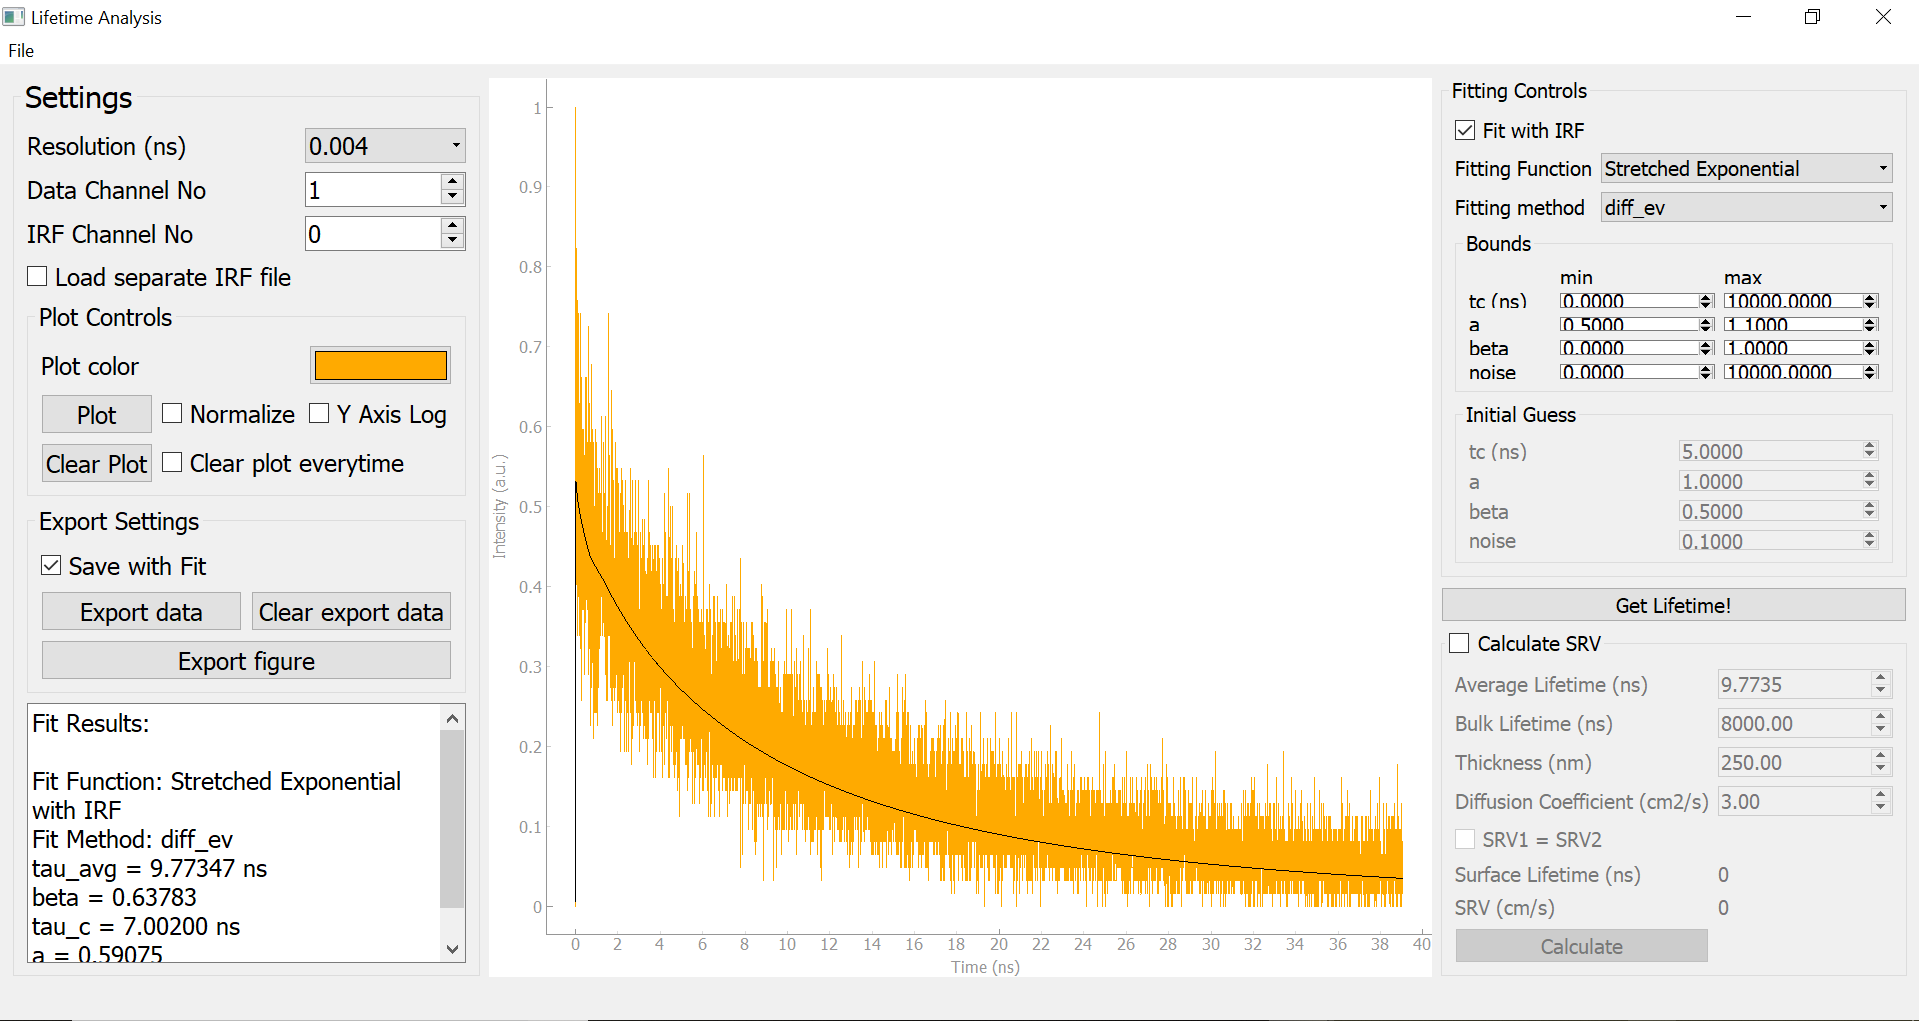 Lifetime Analysis
File
Settings
Resolution (ns) 0.004
Data Channel No 1
IRF Channel No 0
Load separate IRF file
Plot Controls
Plot color
Plot Normalize Y Axis Log
Clear Plot Clear plot everytime
Export Settings
Save with Fit
Export data Clear export data
Export figure
Fit Results:
Fit Function: Stretched Exponential
with IRF
Fit Method: diff_ev
tau_avg = 9.77347 ns
beta = 0.63783
tau_c = 7.00200 ns
a = 0.59075
Intensity (a.u.)
1
0.9
0.8
0.7
0.6
0.5
0.4
0.3
0.2
0.1
0
0 2 4 6 8 10 12 14 16 18 20 22 24 26 28 30 32 34 36 38 40
Time (ns)
Fitting Controls
Fit with IRF
Fitting Function Stretched Exponential
Fitting method diff_ev
Bounds
min max
tc (ns) 0.0000 10000.0000
a 0.5000 1.1000
beta 0.0000 1.0000
noise 0.0000 10000.0000
Initial Guess
tc (ns) 5.0000
a 1.0000
beta 0.5000
noise 0.1000
Get Lifetime!
Calculate SRV
Average Lifetime (ns) 9.7735
Bulk Lifetime (ns) 8000.00
Thickness (nm) 250.00
Diffusion Coefficient (cm2/s) 3.00
SRV1 = SRV2
Surface Lifetime (ns) 0
SRV (cm/s) 0
Calculate